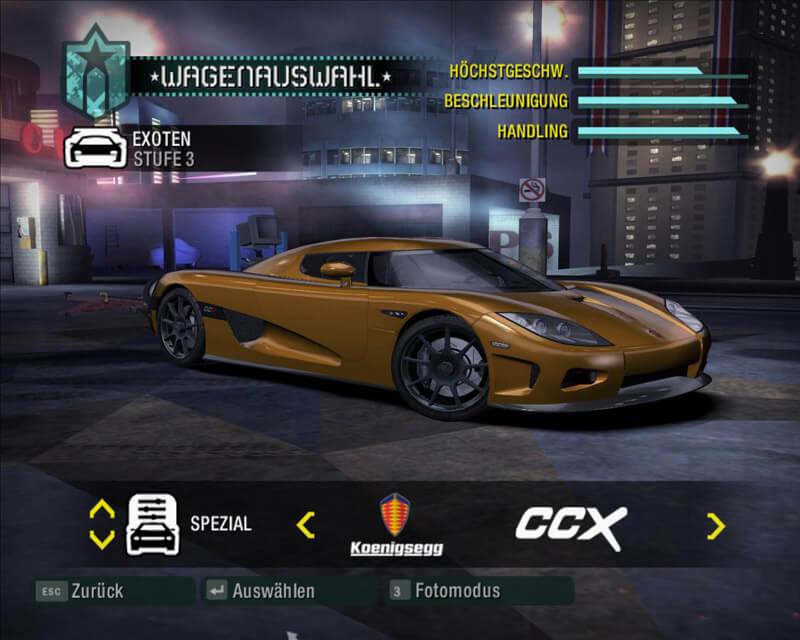 ★WAGENAUSWAHL★
HÖCHSTGESCHW.
BESCHLEUNIGUNG
HANDLING
EXOTEN
STUFE 3
SPEZIAL
Koenigsegg
CCX
ESC Zurück
Auswählen
3 Fotomodus